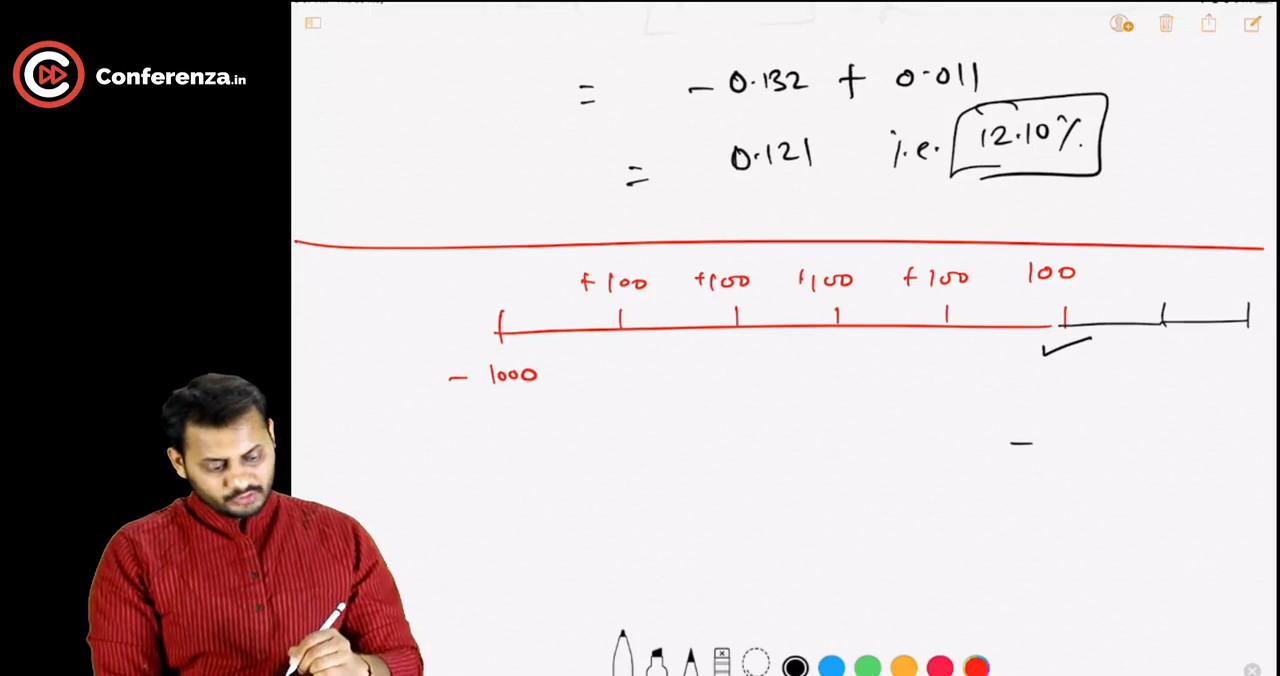 Conferenza.in
= - 0.132 + 0.011
= 0.121 i.e. 12.10%
+100 +100 +100 +100 100
- 1000